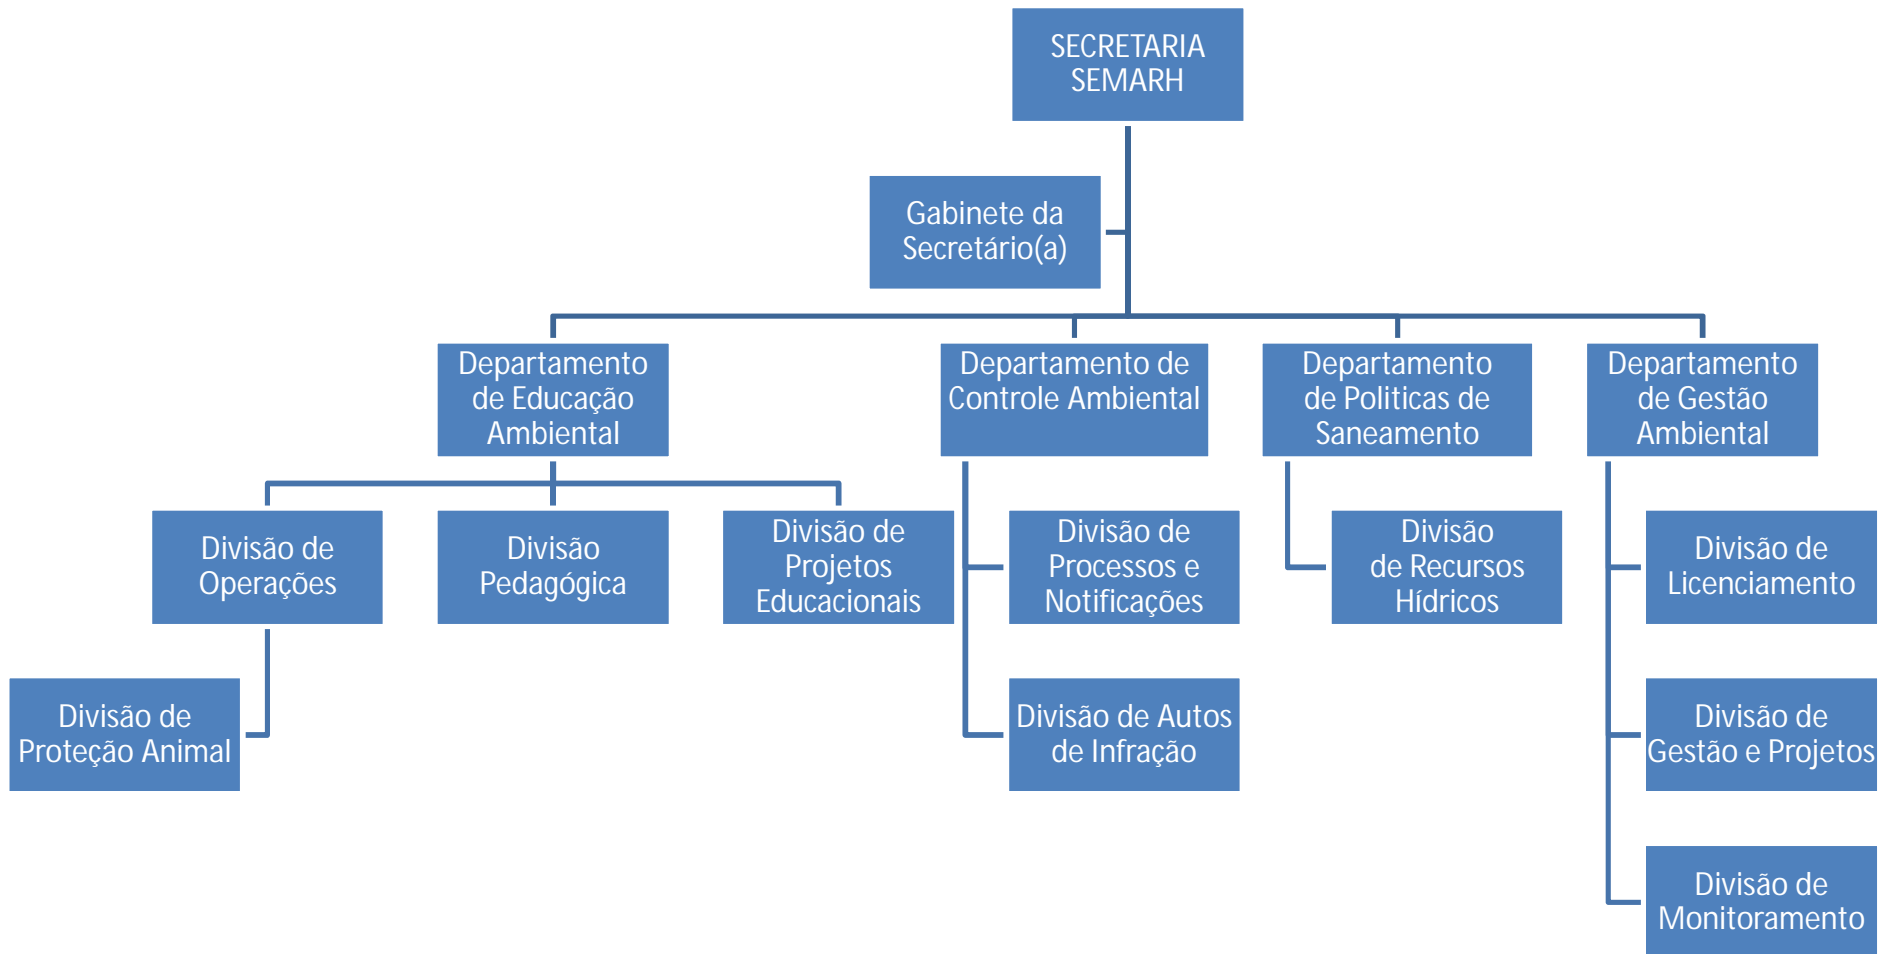 SECRETARIA
SEMARH
Gabinete da
Secretário(a)
Departamento
de Educação
Ambiental
Departamento de
Controle Ambiental
Departamento
de Politicas de
Saneamento
Departamento
de Gestão
Ambiental
Divisão de
Operações
Divisão
Pedagógica
Divisão de
Projetos
Educacionais
Divisão de
Processos e
Notificações
Divisão
de Recursos
Hídricos
Divisão de
Licenciamento
Divisão de
Proteção Animal
Divisão de Autos
de Infração
Divisão de
Gestão e Projetos
Divisão de
Monitoramento